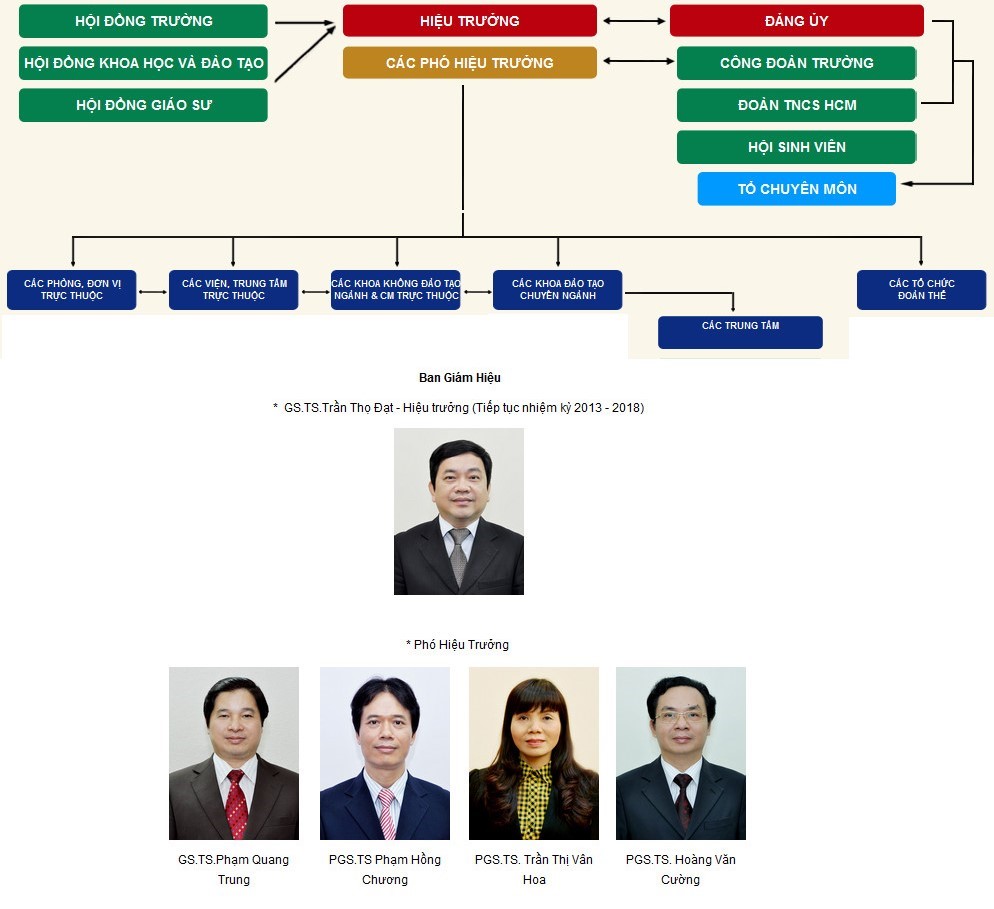 HỘI ĐỒNG TRƯỜNG
HIỆU TRƯỞNG
ĐẢNG ỦY
HỘI ĐỒNG KHOA HỌC VÀ ĐÀO TẠO
CÁC PHÓ HIỆU TRƯỞNG
CÔNG ĐOÀN TRƯỜNG
HỘI ĐỒNG GIÁO SƯ
ĐOÀN TNCS HCM
HỘI SINH VIÊN
TỔ CHUYÊN MÔN
CÁC PHÒNG, ĐƠN VỊ
TRỰC THUỘC
CÁC VIỆN, TRUNG TÂM
TRỰC THUỘC
CÁC KHOA KHÔNG ĐÀO TẠO
NGÀNH & CM TRỰC THUỘC
CÁC KHOA ĐÀO TẠO
CHUYÊN NGÀNH
CÁC TỔ CHỨC
ĐOÀN THỂ
CÁC TRUNG TÂM
Ban Giám Hiệu
* GS.TS.Trần Thọ Đạt - Hiệu trưởng (Tiếp tục nhiệm kỳ 2013 - 2018)
* Phó Hiệu Trưởng
GS.TS.Phạm Quang
Trung
PGS.TS Phạm Hồng
Chương
PGS.TS. Trần Thị Vân
Hoa
PGS.TS. Hoàng Văn
Cường